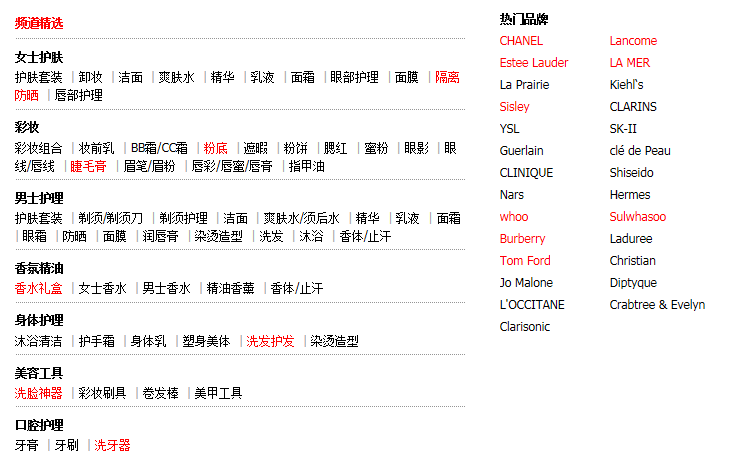 频道精选
女士护肤
护肤套装 | 卸妆 | 洁面 | 爽肤水 | 精华 | 乳液 | 面霜 | 眼部护理 | 面膜 | 隔离
防晒 | 唇部护理
彩妆
彩妆组合 | 妆前乳 | BB霜/CC霜 | 粉底 | 遮暇 | 粉饼 | 腮红 | 蜜粉 | 眼影 | 眼
线/唇线 | 睫毛膏 | 眉笔/眉粉 | 唇彩/唇蜜/唇膏 | 指甲油
男士护理
护肤套装 | 剃须/剃须刀 | 剃须护理 | 洁面 | 爽肤水/须后水 | 精华 | 乳液 | 面霜
| 眼霜 | 防晒 | 面膜 | 润唇膏 | 染烫造型 | 洗发 | 沐浴 | 香体/止汗
香氛精油
香水礼盒 | 女士香水 | 男士香水 | 精油香薰 | 香体/止汗
身体护理
沐浴清洁 | 护手霜 | 身体乳 | 塑身美体 | 洗发护发 | 染烫造型
美容工具
洗脸神器 | 彩妆刷具 | 卷发棒 | 美甲工具
口腔护理
牙膏 | 牙刷 | 洗牙器
热门品牌
CHANEL Lancome
Estee Lauder LA MER
La Prairie Kiehl's
Sisley CLARINS
YSL SK-II
Guerlain clé de Peau
CLINIQUE Shiseido
Nars Hermes
whoo Sulwhasoo
Burberry Laduree
Tom Ford Christian
Jo Malone Diptyque
L'OCCITANE Crabtree & Evelyn
Clarisonic